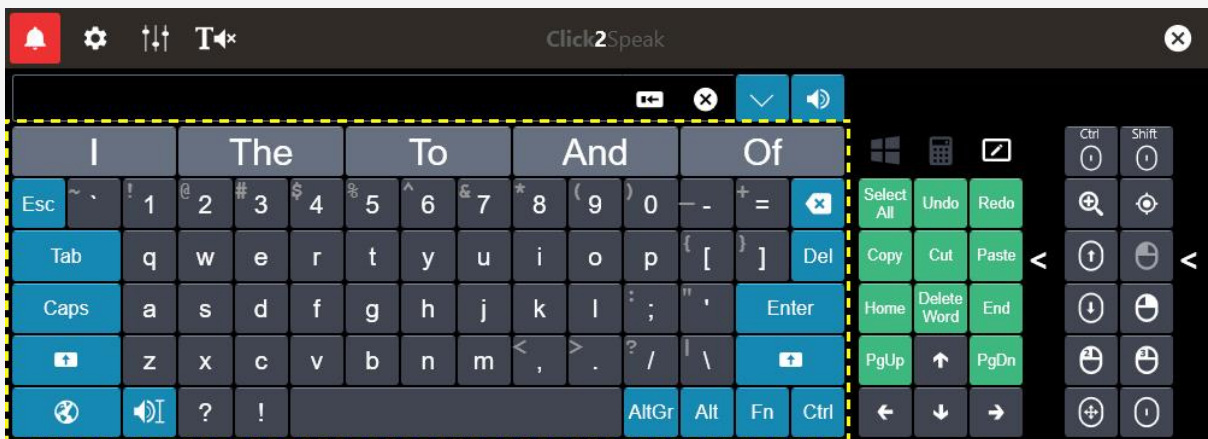 T
Click2Speak
I The To And Of
Ctrl Shift
Esc ~ ` ! 1 @ 2 # 3 $ 4 % 5 ^ 6 & 7 * 8 ( 9 ) 0 _ - + =
Select All Undo Redo
Tab q w e r t y u i o p { [ } ] Del
Copy Cut Paste < <
Caps a s d f g h j k l : ; " ' Enter
Home Delete Word End
z x c v b n m < , > . ? / | \
PgUp PgDn
? ! AltGr Alt Fn Ctrl